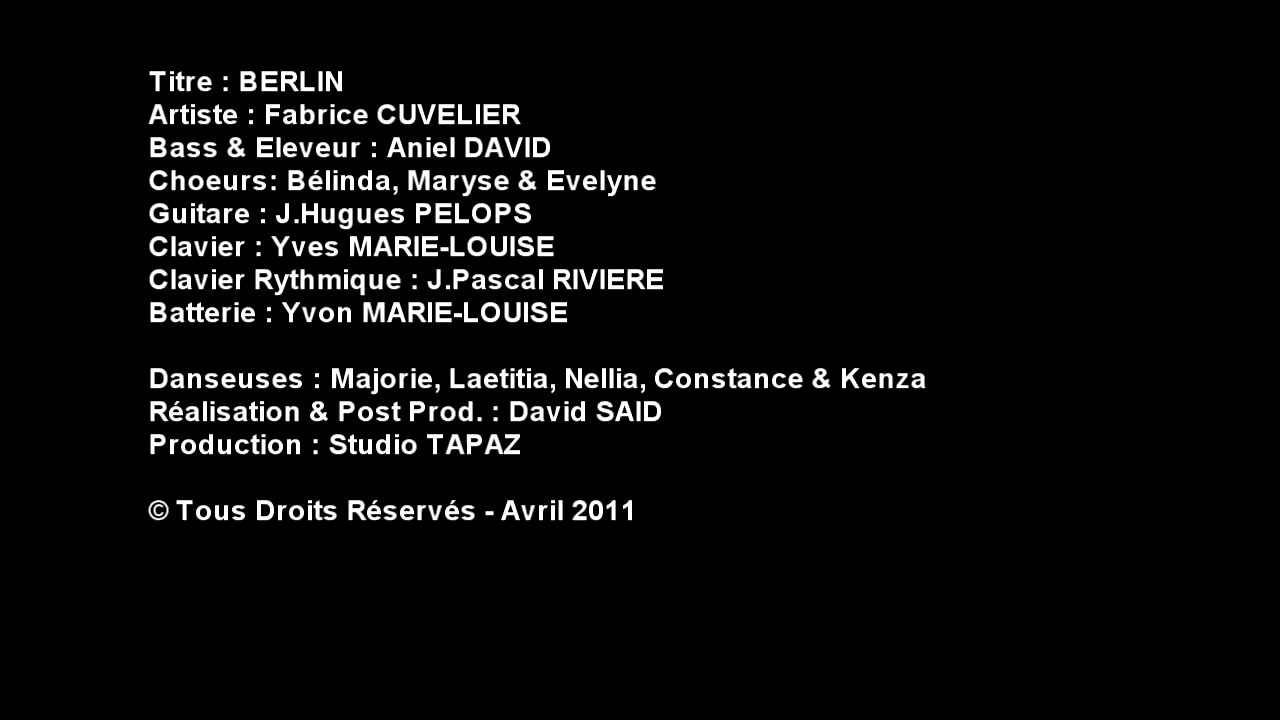 Titre : BERLIN
Artiste : Fabrice CUVELIER
Bass & Eleveur : Aniel DAVID
Choeurs: Bélinda, Maryse & Evelyne
Guitare : J.Hugues PELOPS
Clavier : Yves MARIE-LOUISE
Clavier Rythmique : J.Pascal RIVIERE
Batterie : Yvon MARIE-LOUISE
Danseuses : Majorie, Laetitia, Nellia, Constance & Kenza
Réalisation & Post Prod. : David SAID
Production : Studio TAPAZ
© Tous Droits Réservés - Avril 2011